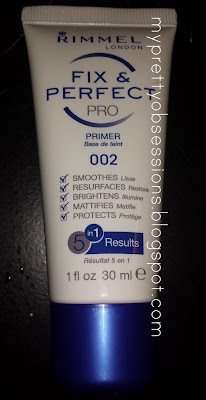 RIMMEL
LONDON
FIX &
PERFECT
PRO
PRIMER
Base de teint
002
SMOOTHES Lisse
RESURFACES Restore
BRIGHTENS Illumine
MATTIFIES Matifie
PROTECTS Protège
5 in 1 Results
Résultat 5 en 1
1 fl oz 30 ml e
myprettyobsessions.blogspot.com